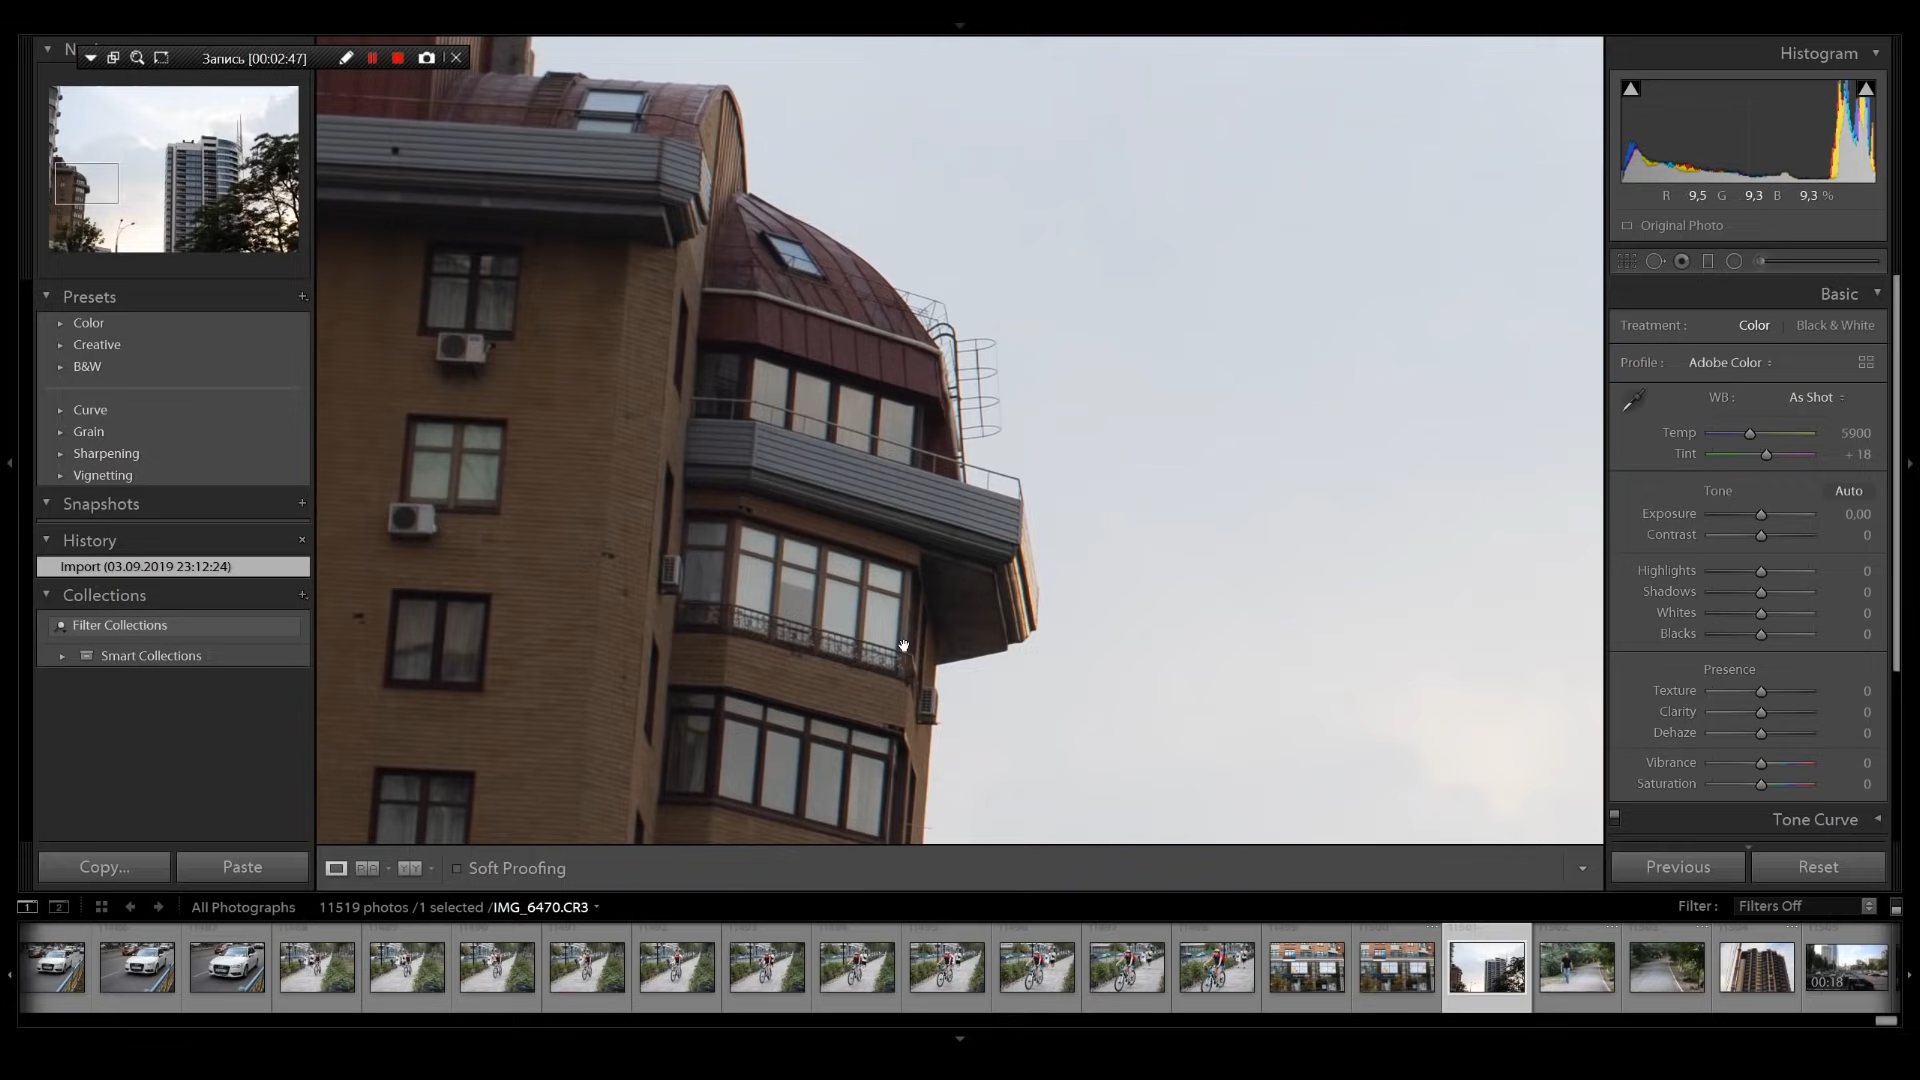 N
Запись [00:02:47]
Histogram
R 9,5 G 9,3 B 9,3 %
Original Photo
Presets
Color
Creative
B&W
Curve
Grain
Sharpening
Vignetting
Snapshots
History
Import (03.09.2019 23:12:24)
Collections
Filter Collections
Smart Collections
Copy...
Paste
Basic
Treatment : Color Black & White
Profile : Adobe Color
WB : As Shot
Temp 5900
Tint + 18
Tone Auto
Exposure 0,00
Contrast 0
Highlights 0
Shadows 0
Whites 0
Blacks 0
Presence
Texture 0
Clarity 0
Dehaze 0
Vibrance 0
Saturation 0
Tone Curve
Previous
Reset
Soft Proofing
1 2 All Photographs 11519 photos /1 selected /IMG_6470.CR3
Filter : Filters Off
00:18